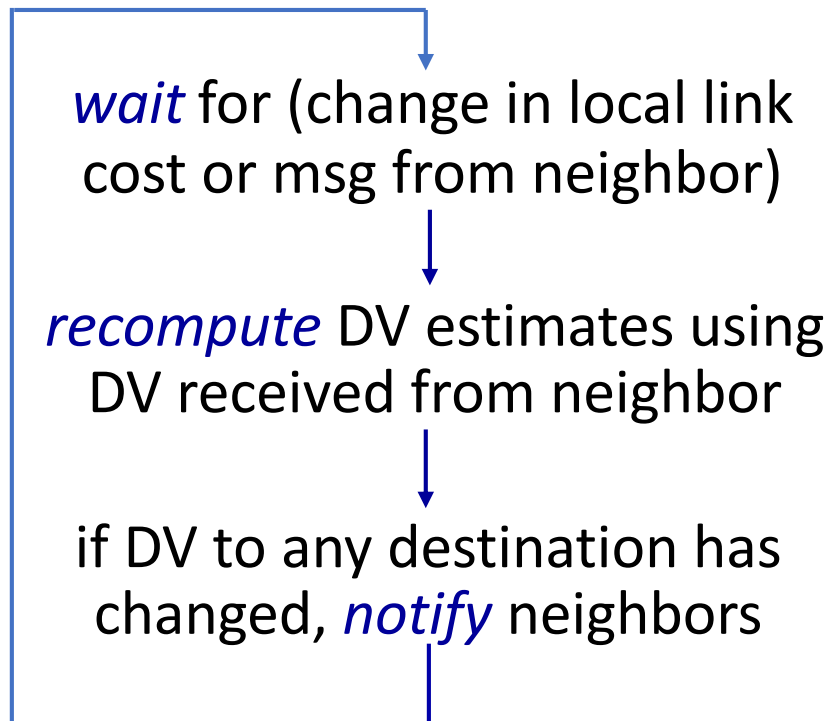 wait for (change in local link
cost or msg from neighbor)
recompute DV estimates using
DV received from neighbor
if DV to any destination has
changed, notify neighbors